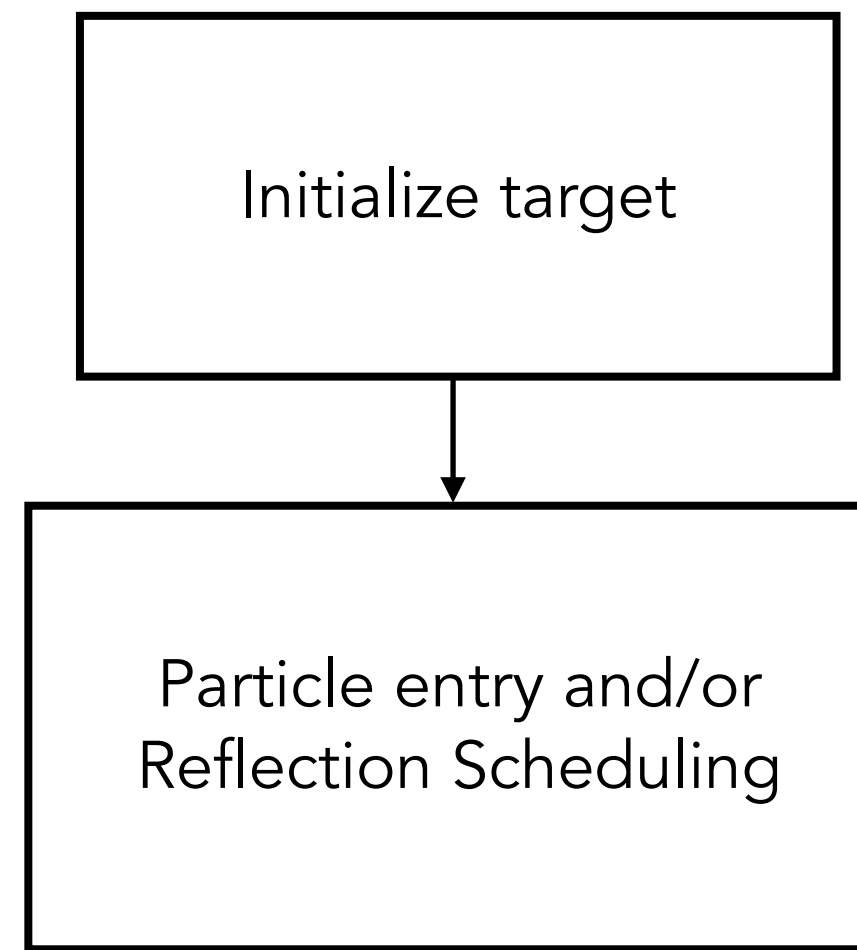 Initialize target
Particle entry and/or
Reflection Scheduling